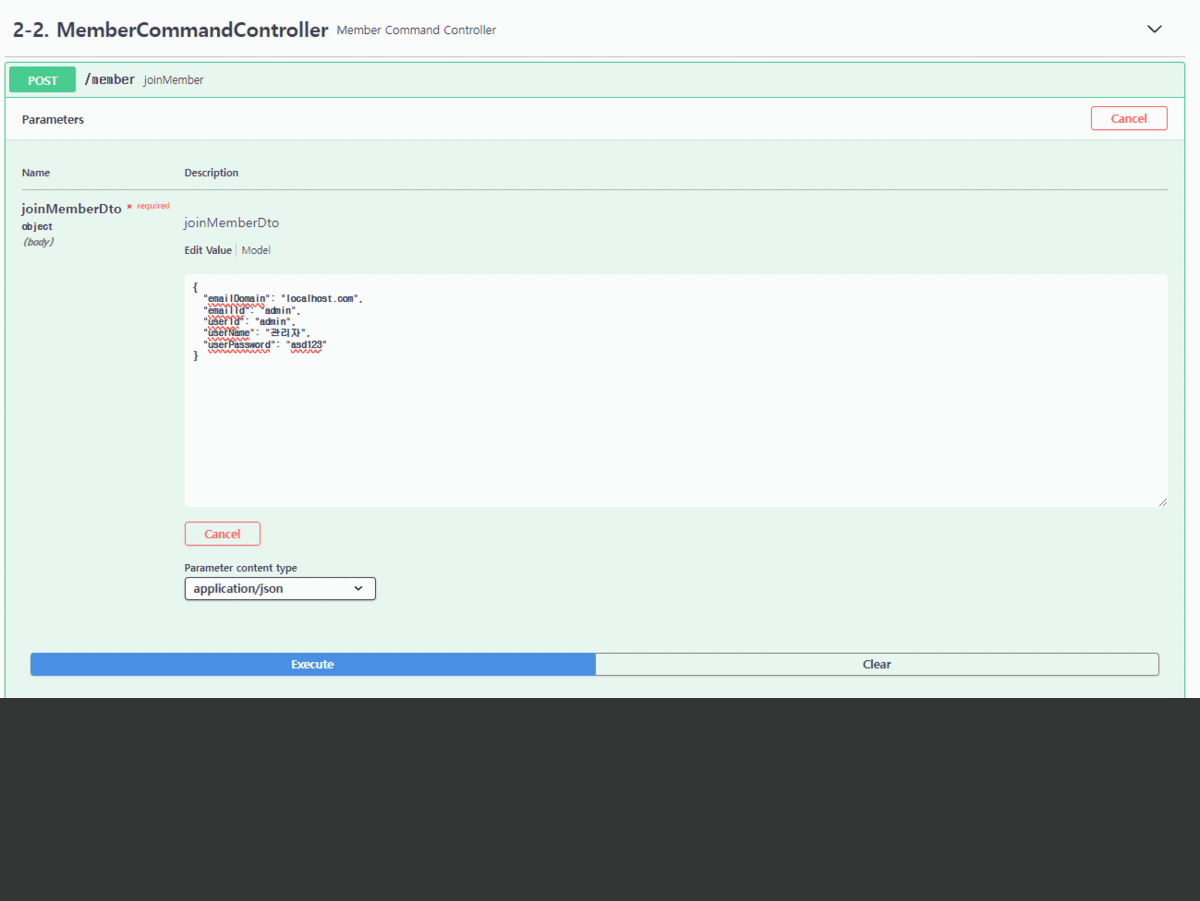 2-2. MemberCommandController Member Command Controller
POST /member joinMember
Parameters Cancel
Name Description
joinMemberDto * required
object
(body)
joinMemberDto
Edit Value Model
{
"emailDomain": "localhost.com",
"emailId": "admin",
"userId": "admin",
"userName": "관리자",
"userPassword": "asd123"
}
Cancel
Parameter content type
application/json
Execute Clear